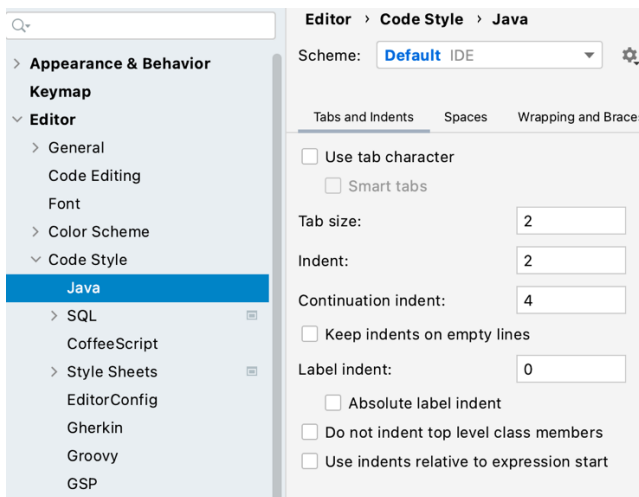 Appearance & Behavior
Keymap
Editor
General
Code Editing
Font
Color Scheme
Code Style
Java
SQL
CoffeeScript
Style Sheets
EditorConfig
Gherkin
Groovy
GSP
Editor › Code Style › Java
Scheme: Default IDE
Tabs and Indents Spaces Wrapping and Brace
Use tab character
Smart tabs
Tab size: 2
Indent: 2
Continuation indent: 4
Keep indents on empty lines
Label indent: 0
Absolute label indent
Do not indent top level class members
Use indents relative to expression start